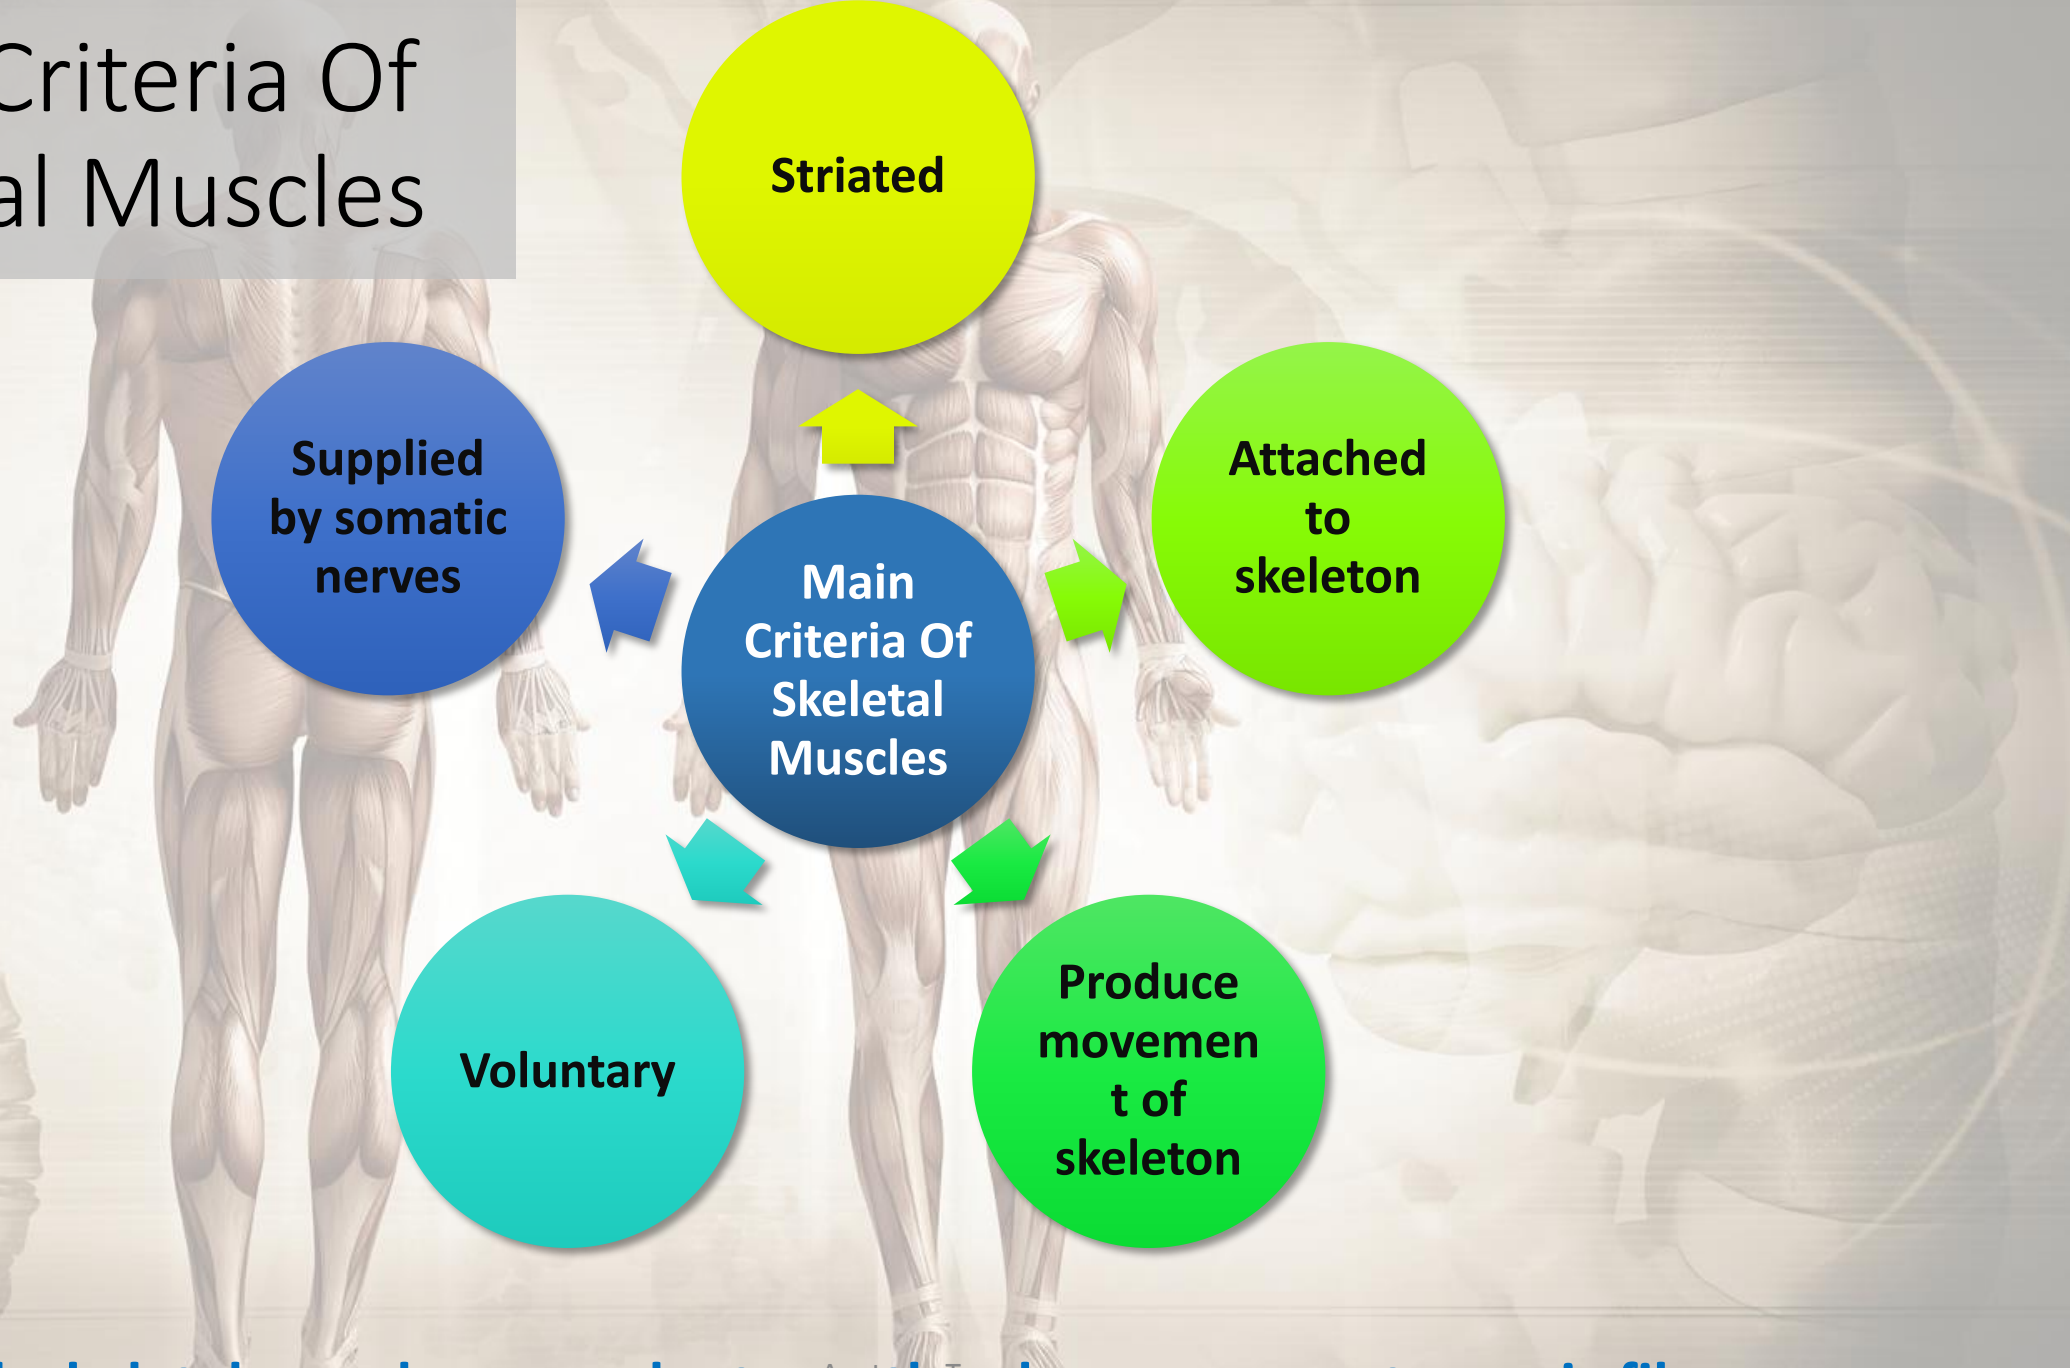 Criteria Of
al Muscles
Striated
Attached
to
skeleton
Produce
movemen
t of
skeleton
Voluntary
Supplied
by somatic
nerves
Main
Criteria Of
Skeletal
Muscles